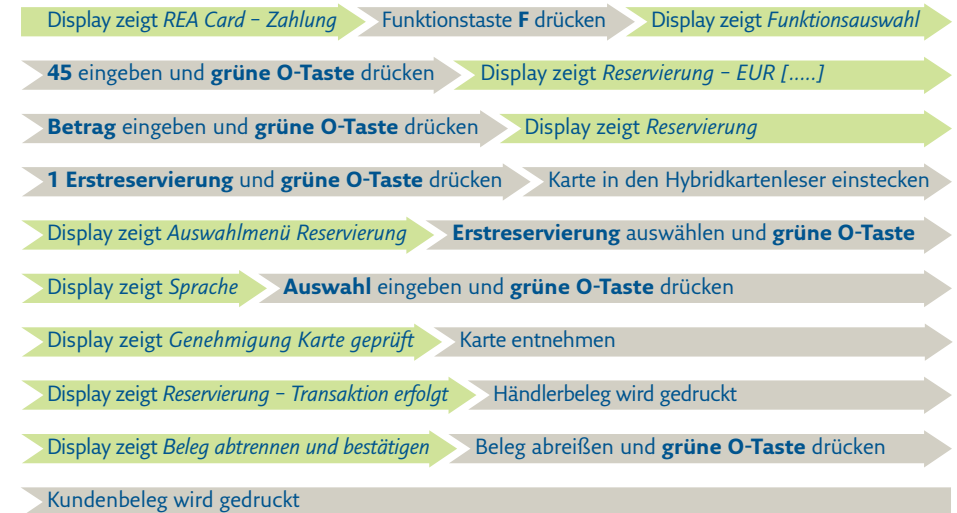 Display zeigt REA Card – Zahlung Funktionstaste F drücken Display zeigt Funktionsauswahl
45 eingeben und grüne O-Taste drücken Display zeigt Reservierung – EUR [.....]
Betrag eingeben und grüne O-Taste drücken Display zeigt Reservierung
1 Erstreservierung und grüne O-Taste drücken Karte in den Hybridkartenleser einstecken
Display zeigt Auswahlmenü Reservierung Erstreservierung auswählen und grüne O-Taste
Display zeigt Sprache Auswahl eingeben und grüne O-Taste drücken
Display zeigt Genehmigung Karte geprüft Karte entnehmen
Display zeigt Reservierung – Transaktion erfolgt Händlerbeleg wird gedruckt
Display zeigt Beleg abtrennen und bestätigen Beleg abreißen und grüne O-Taste drücken
Kundenbeleg wird gedruckt